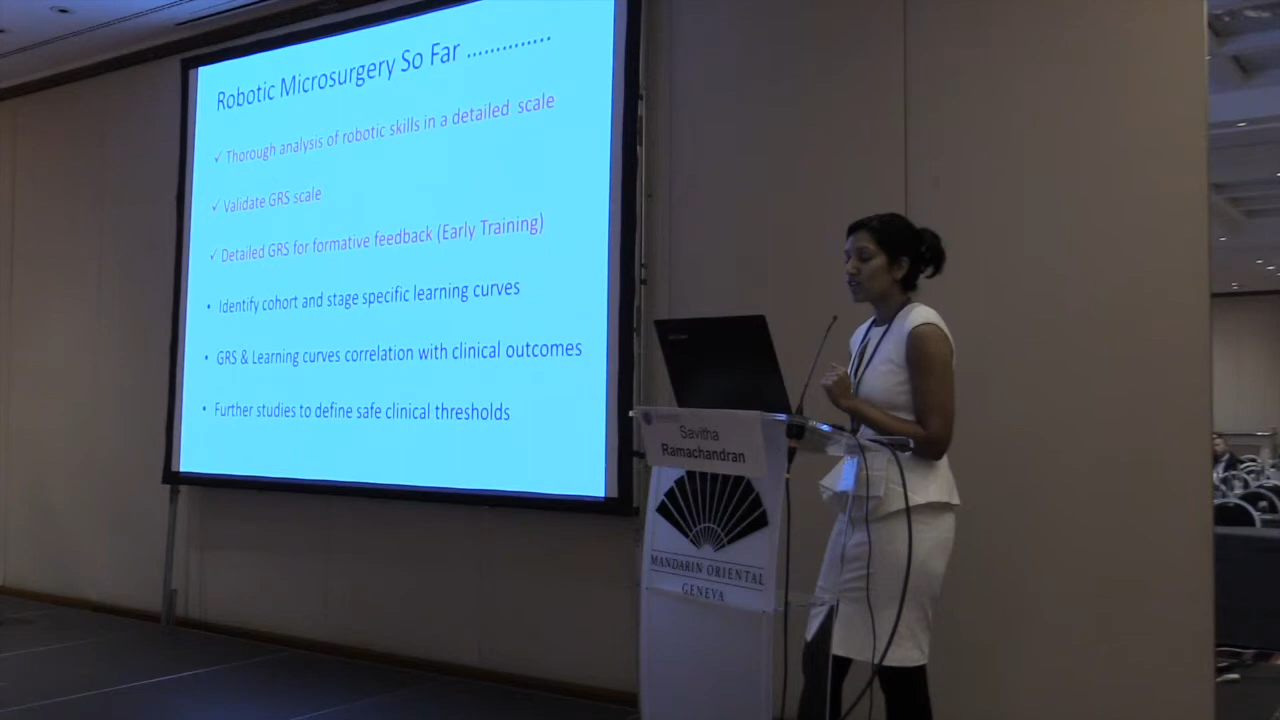 Robotic Microsurgery So Far ..............
✓ Thorough analysis of robotic skills in a detailed scale
✓ Validate GRS scale
✓ Detailed GRS for formative feedback (Early Training)
• Identify cohort and stage specific learning curves
• GRS & Learning curves correlation with clinical outcomes
• Further studies to define safe clinical thresholds
Savitha
Ramachandran
MANDARIN ORIENTAL
GENEVA